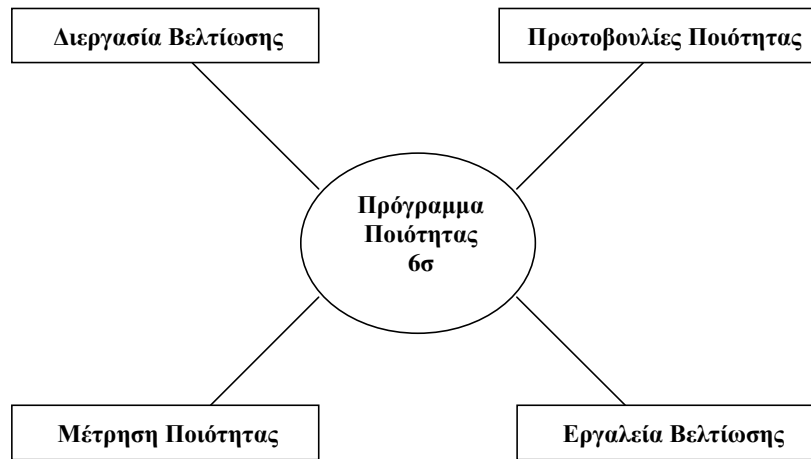 Διεργασία Βελτίωσης
Πρωτοβουλίες Ποιότητας
Πρόγραμμα
Ποιότητας
6σ
Μέτρηση Ποιότητας
Εργαλεία Βελτίωσης